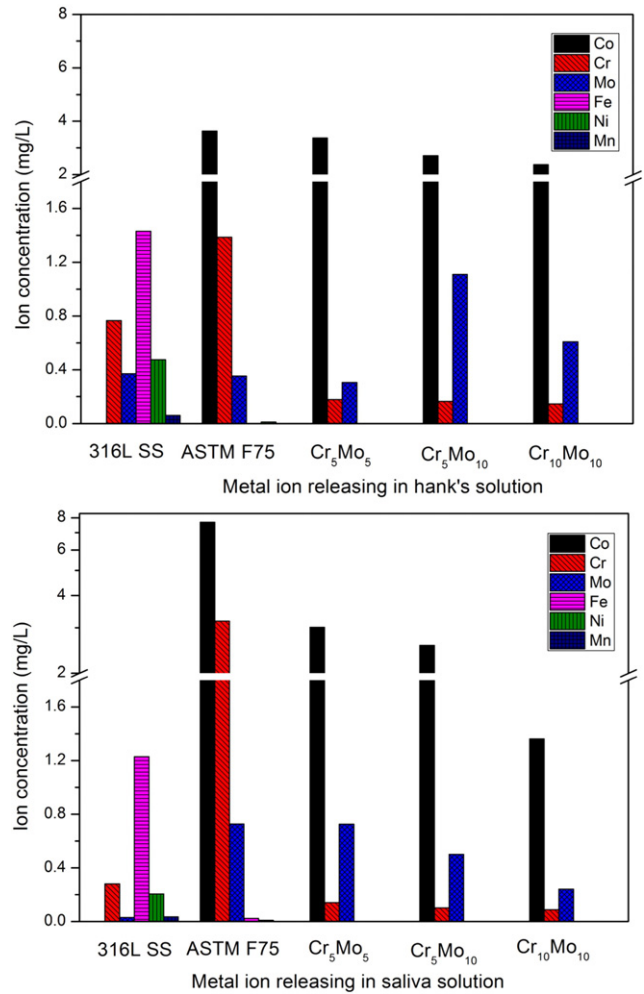 8
6
4
2
1.6
1.2
0.8
0.4
0.0
Ion concentration (mg/L)
Co
Cr
Mo
Fe
Ni
Mn
316L SS ASTM F75 Cr₅Mo₅ Cr₅Mo₁₀ Cr₁₀Mo₁₀
Metal ion releasing in hank's solution
8
6
4
2
1.6
1.2
0.8
0.4
0.0
Ion concentration (mg/L)
Co
Cr
Mo
Fe
Ni
Mn
316L SS ASTM F75 Cr₅Mo₅ Cr₅Mo₁₀ Cr₁₀Mo₁₀
Metal ion releasing in saliva solution